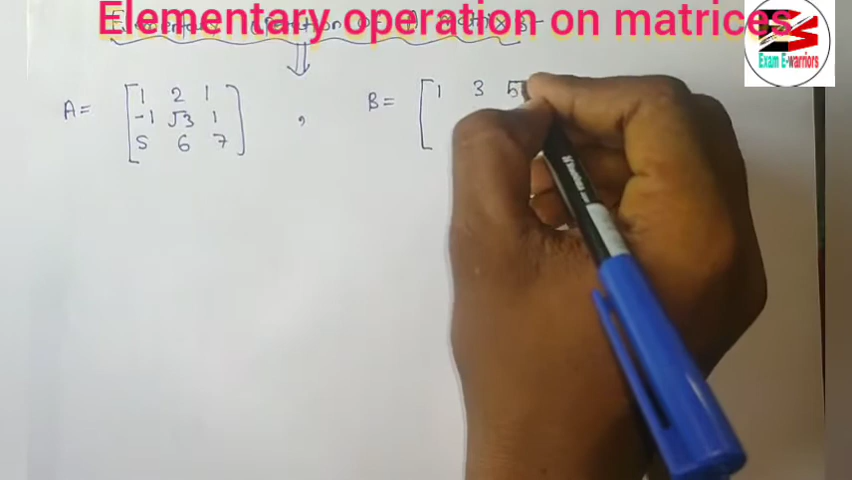 Elementary operation on matrices
Exam E-warriors
A = [1 2 1
-1 √3 1
5 6 7] ,
B = [1 3 5